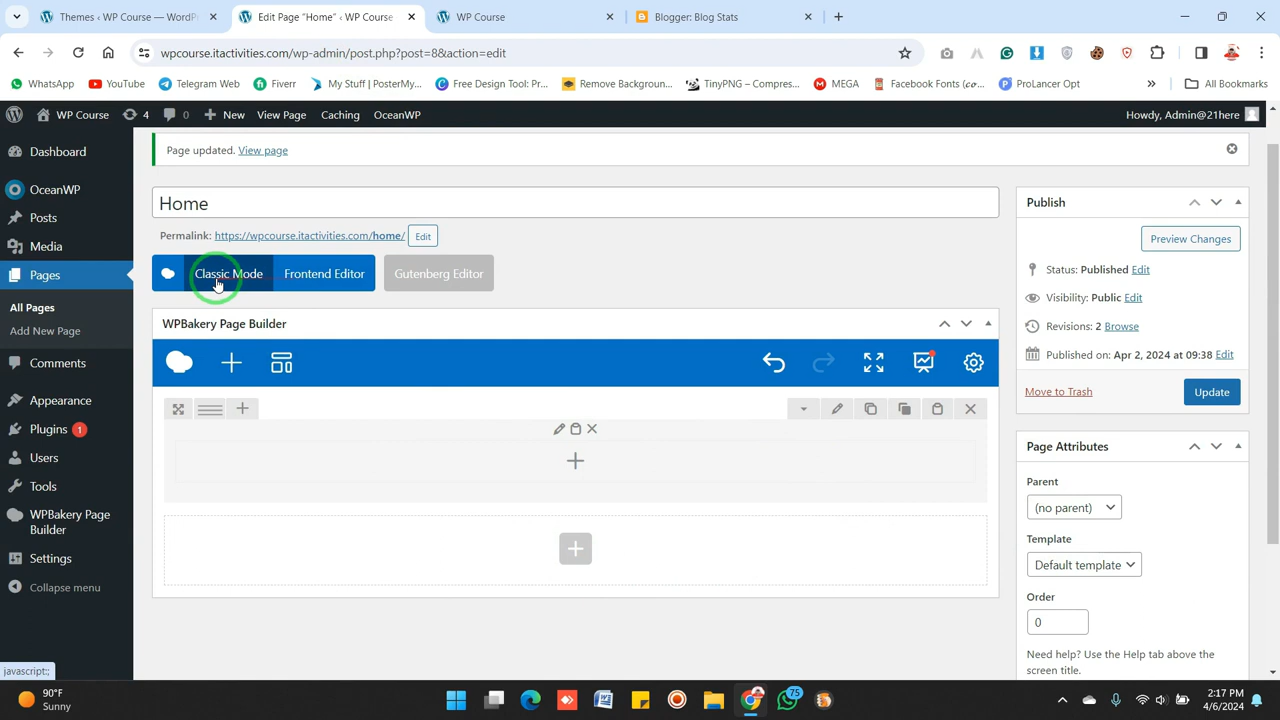 Themes ‹ WP Course — WordPr
Edit Page “Home” ‹ WP Course
WP Course
Blogger: Blog Stats
wpcourse.itactivities.com/wp-admin/post.php?post=8&action=edit
WhatsApp
YouTube
Telegram Web
Fiverr
My Stuff | PosterMy...
Free Design Tool: Pr...
Remove Background...
TinyPNG – Compres...
MEGA
Facebook Fonts (𝓬𝓸...
ProLancer Opt
»
All Bookmarks
WP Course
4
0
New
View Page
Caching
OceanWP
Howdy, Admin@21here
Dashboard
OceanWP
Posts
Media
Pages
All Pages
Add New Page
Comments
Appearance
Plugins 1
Users
Tools
WPBakery Page
Builder
Settings
Collapse menu
Page updated. View page
Home
Permalink: https://wpcourse.itactivities.com/home/ Edit
Classic Mode
Frontend Editor
Gutenberg Editor
WPBakery Page Builder
Publish
Preview Changes
Status: Published Edit
Visibility: Public Edit
Revisions: 2 Browse
Published on: Apr 2, 2024 at 09:38 Edit
Move to Trash
Update
Page Attributes
Parent
(no parent)
Template
Default template
Order
0
Need help? Use the Help tab above the
screen title.
javascript:;
90°F
Sunny
75
2:17 PM
4/6/2024